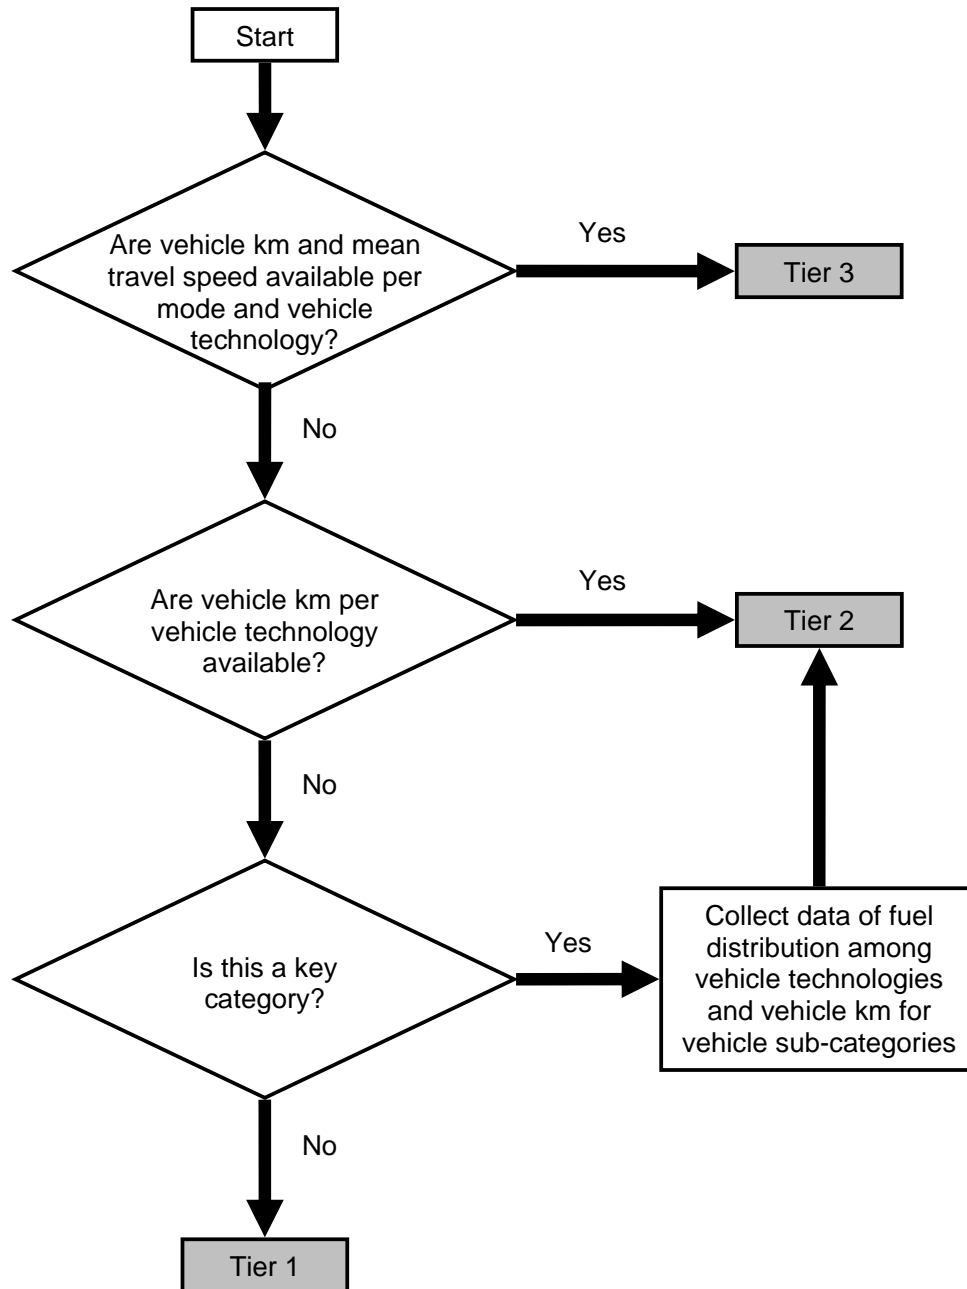 Start
Are vehicle km and mean
travel speed available per
mode and vehicle
technology?
Yes
Tier 3
No
Are vehicle km per
vehicle technology
available?
Yes
Tier 2
No
Is this a key
category?
Yes
Collect data of fuel
distribution among
vehicle technologies
and vehicle km for
vehicle sub-categories
No
Tier 1